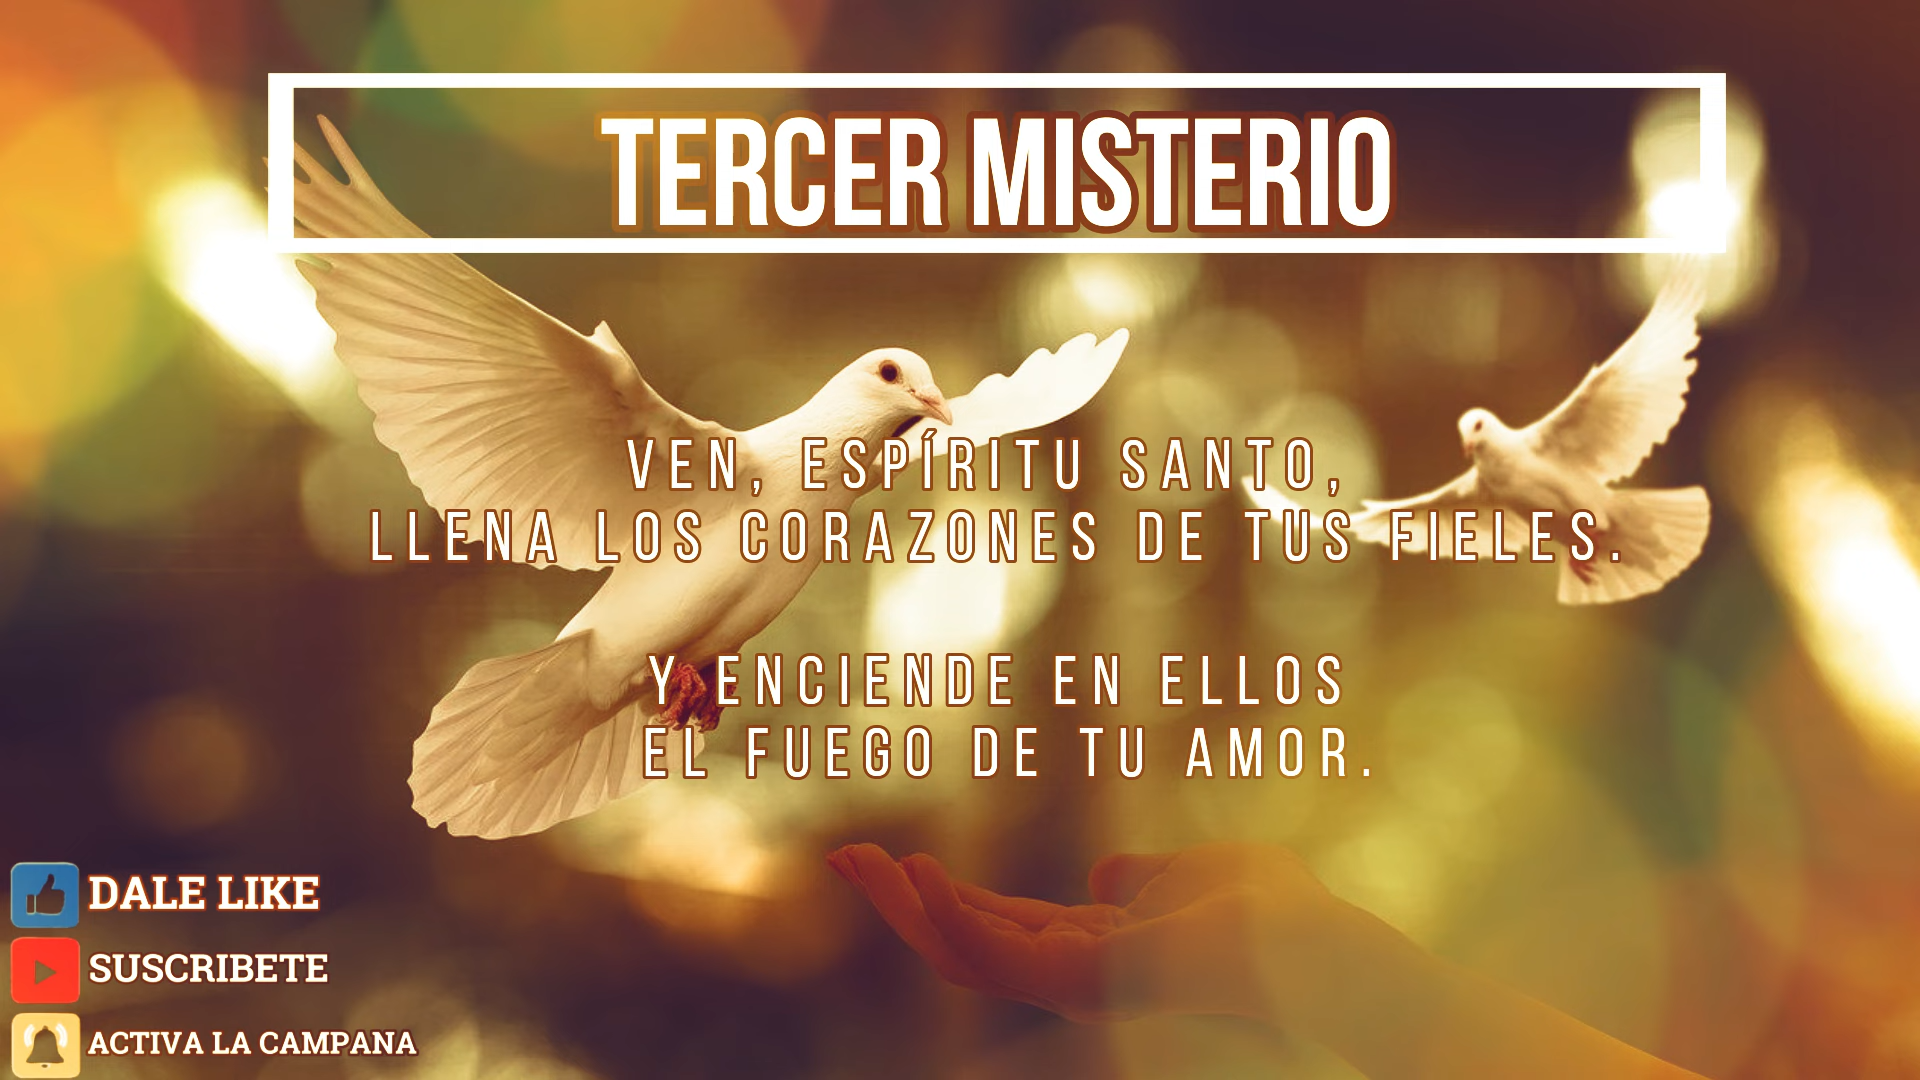 TERCER MISTERIO
VEN, ESPÍRITU SANTO,
LLENA LOS CORAZONES DE TUS FIELES.
Y ENCIENDE EN ELLOS
EL FUEGO DE TU AMOR.
DALE LIKE
SUSCRIBETE
ACTIVA LA CAMPANA